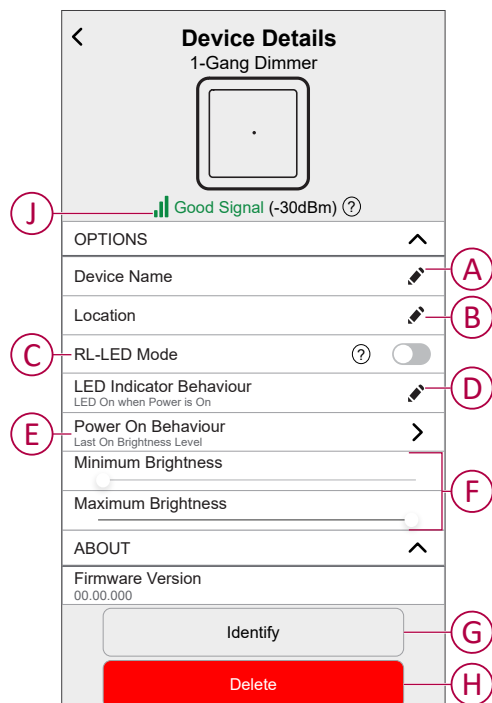 Device Details
1-Gang Dimmer
J
Good Signal (-30dBm) ?
OPTIONS
Device Name
A
Location
B
C
RL-LED Mode ?
LED Indicator Behaviour
LED On when Power is On
D
E
Power On Behaviour
Last On Brightness Level
Minimum Brightness
F
Maximum Brightness
ABOUT
Firmware Version
00.00.000
Identify
G
Delete
H